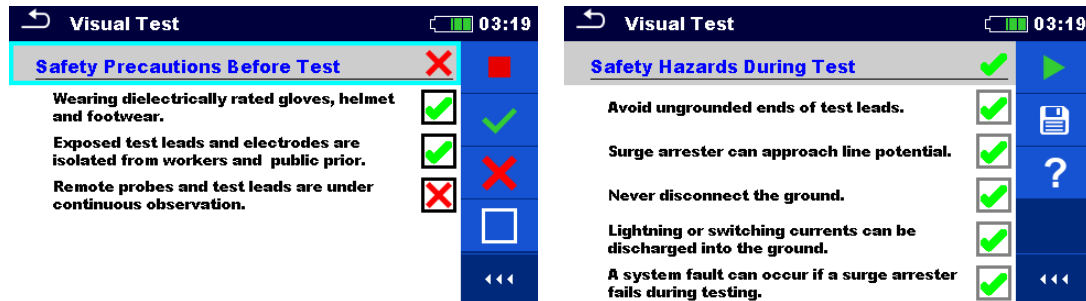 Visual Test
03:19
Safety Precautions Before Test
Wearing dielectrically rated gloves, helmet
and footwear.
Exposed test leads and electrodes are
isolated from workers and public prior.
Remote probes and test leads are under
continuous observation.
Visual Test
03:19
Safety Hazards During Test
Avoid ungrounded ends of test leads.
Surge arrester can approach line potential.
Never disconnect the ground.
Lightning or switching currents can be
discharged into the ground.
A system fault can occur if a surge arrester
fails during testing.
?